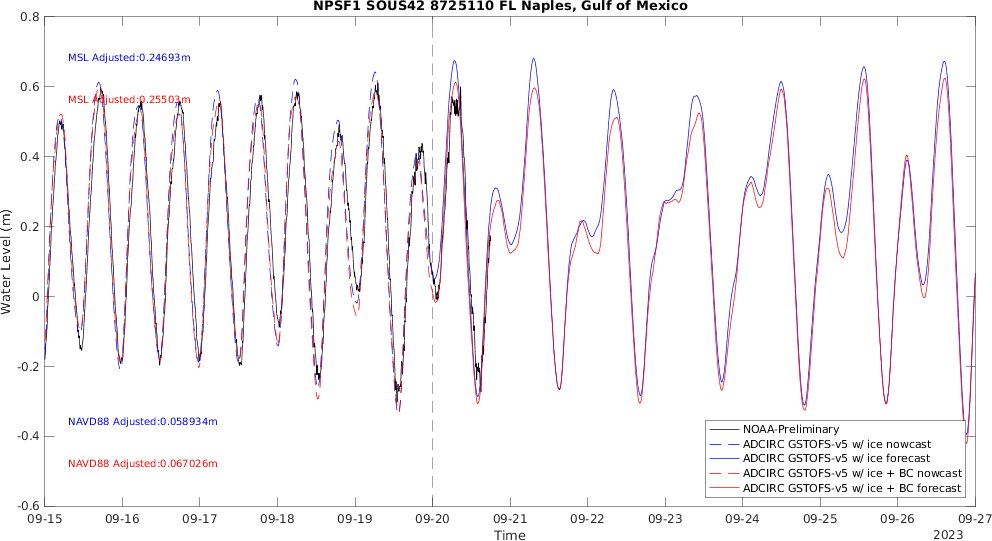 NPSF1 SOUS42 8725110 FL Naples, Gulf of Mexico
0.8
MSL Adjusted:0.24693m
0.6
MSL Adjusted:0.25503m
0.4
0.2
Water Level (m)
0
-0.2
NAVD88 Adjusted:0.058934m
-0.4
NAVD88 Adjusted:0.067026m
-0.6
NOAA-Preliminary
ADCIRC GSTOFS-v5 w/ ice nowcast
ADCIRC GSTOFS-v5 w/ ice forecast
ADCIRC GSTOFS-v5 w/ ice + BC nowcast
ADCIRC GSTOFS-v5 w/ ice + BC forecast
09-15 09-16 09-17 09-18 09-19 09-20 09-21 09-22 09-23 09-24 09-25 09-26 09-27
Time
2023